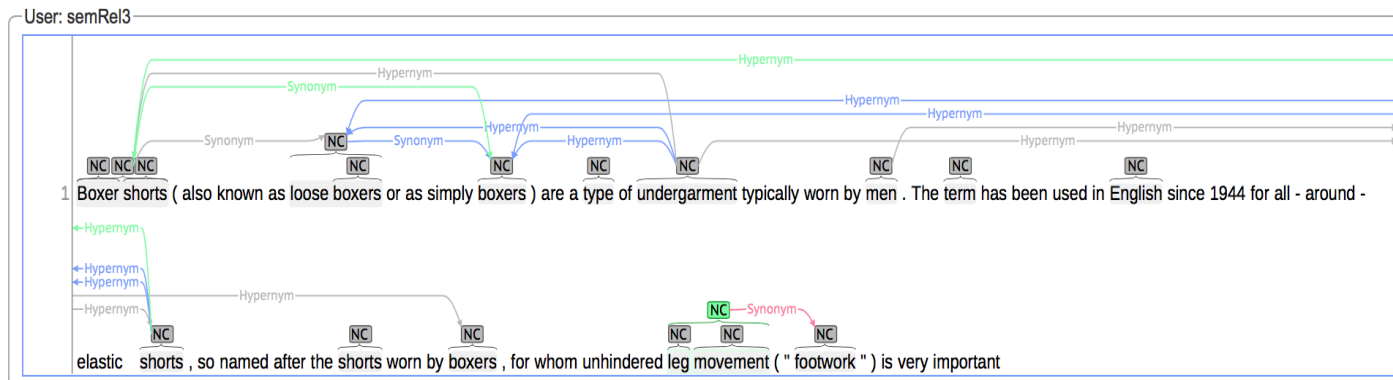 User: semRel3
Hypernym
Hypernym
Synonym
Hypernym
Hypernym
Synonym NC Synonym Hypernym Hypernym Hypernym Hypernym
NC NC NC NC NC NC NC NC NC NC
1 Boxer shorts ( also known as loose boxers or as simply boxers ) are a type of undergarment typically worn by men . The term has been used in English since 1944 for all - around -
Hypernym
Hypernym
Hypernym
Hypernym
Hypernym NC Synonym
NC NC NC NC NC NC
elastic shorts , so named after the shorts worn by boxers , for whom unhindered leg movement ( " footwork " ) is very important